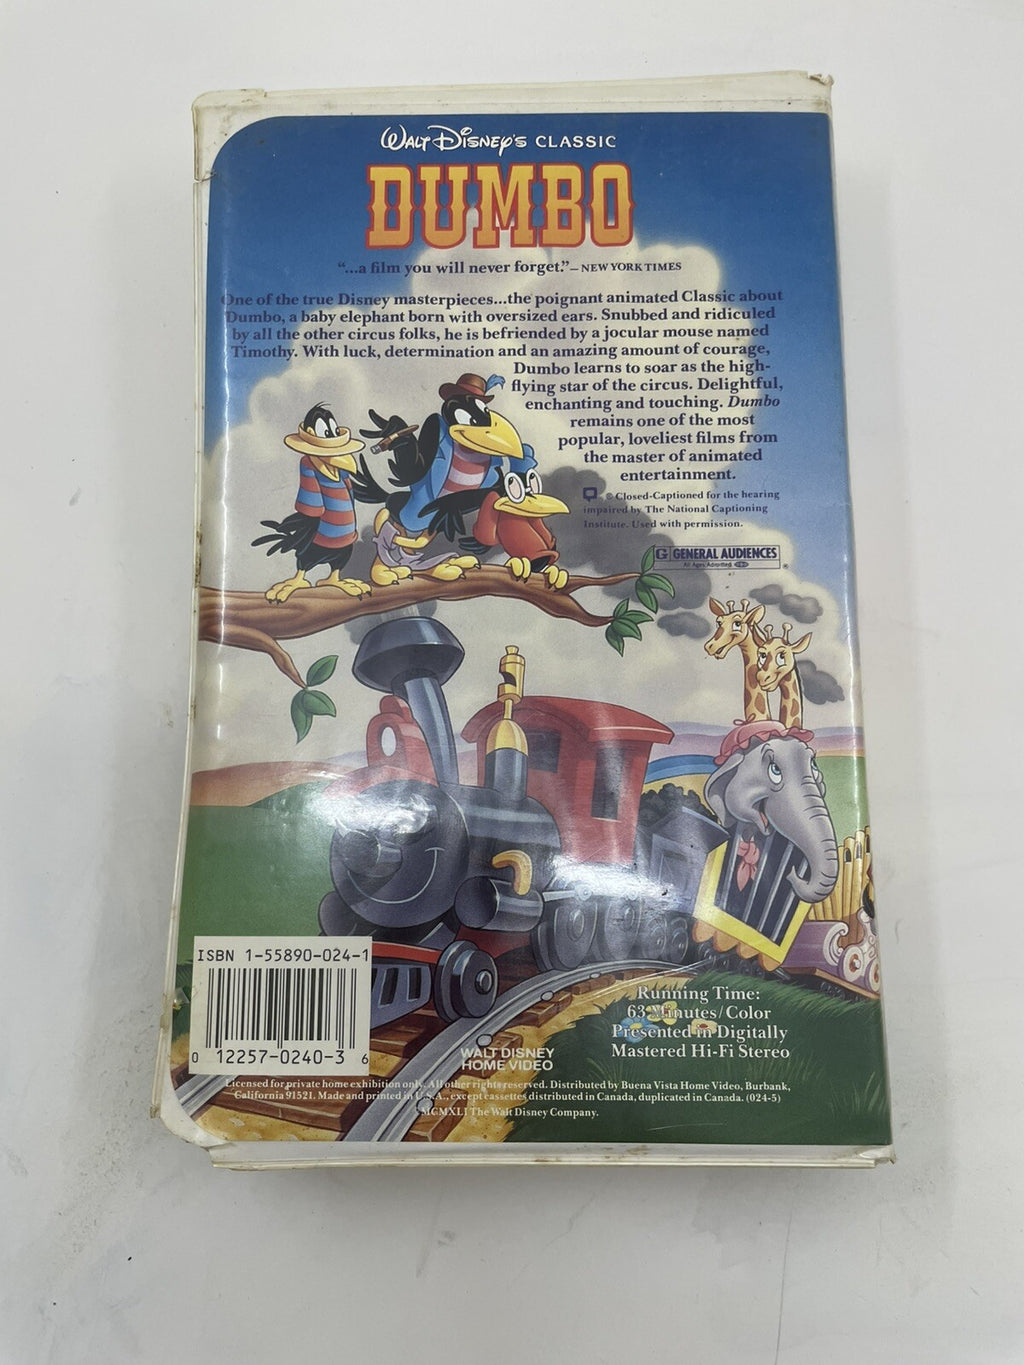 WALT DISNEY'S CLASSIC
DUMBO
"...a film you will never forget."—NEW YORK TIMES
One of the true Disney masterpieces...the poignant animated Classic about
Dumbo, a baby elephant born with oversized ears. Snubbed and ridiculed
by all the other circus folks, he is befriended by a jocular mouse named
Timothy. With luck, determination and an amazing amount of courage,
Dumbo learns to soar as the high-
flying star of the circus. Delightful,
enchanting and touching. Dumbo
remains one of the most
popular, loveliest films from
the master of animated
entertainment.
© Closed-Captioned for the hearing
impaired by The National Captioning
Institute. Used with permission.
G GENERAL AUDIENCES
All Ages Admitted ®
ISBN 1-55890-024-1
0 12257-0240-3 6
Running Time:
63 Minutes/Color
Presented in Digitally
Mastered Hi-Fi Stereo
WALT DISNEY
HOME VIDEO
Licensed for private home exhibition only. All other rights reserved. Distributed by Buena Vista Home Video, Burbank,
California 91521. Made and printed in U.S.A., except cassettes distributed in Canada, duplicated in Canada. (024-5)
MCMXLI The Walt Disney Company.